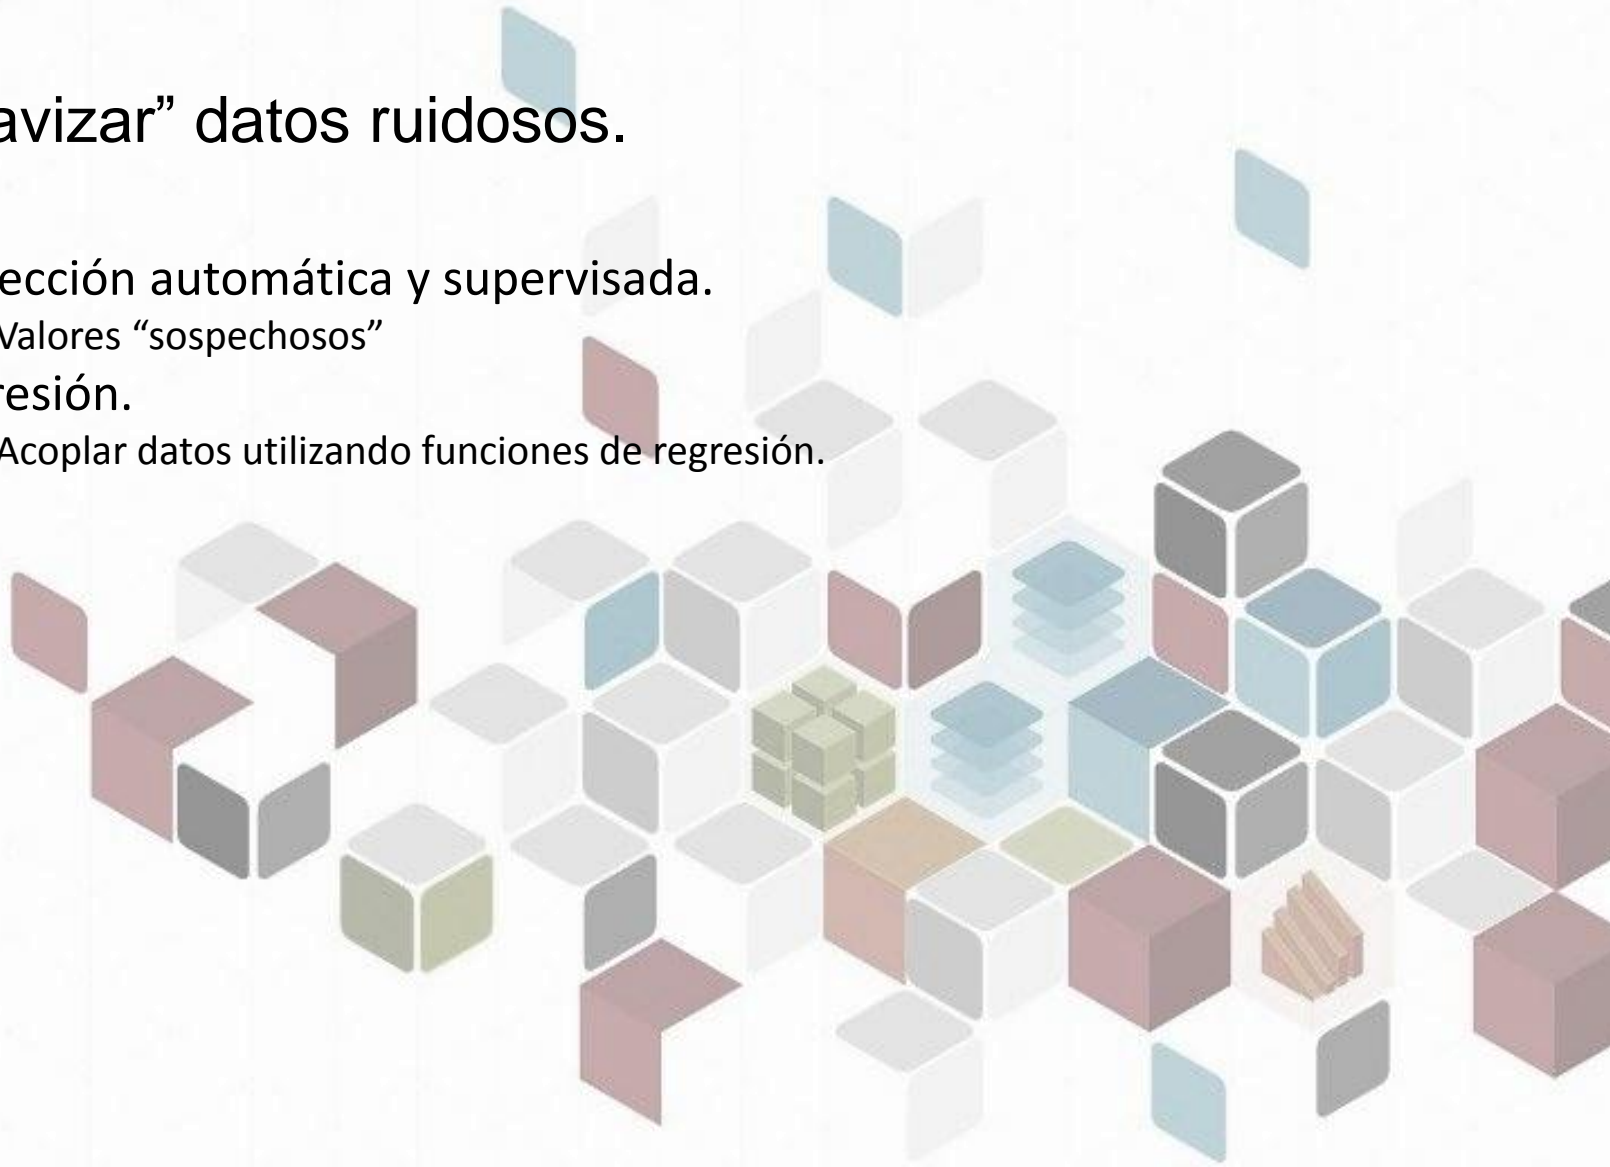 avizar” datos ruidosos.
ección automática y supervisada.
Valores “sospechosos”
resión.
Acoplar datos utilizando funciones de regresión.